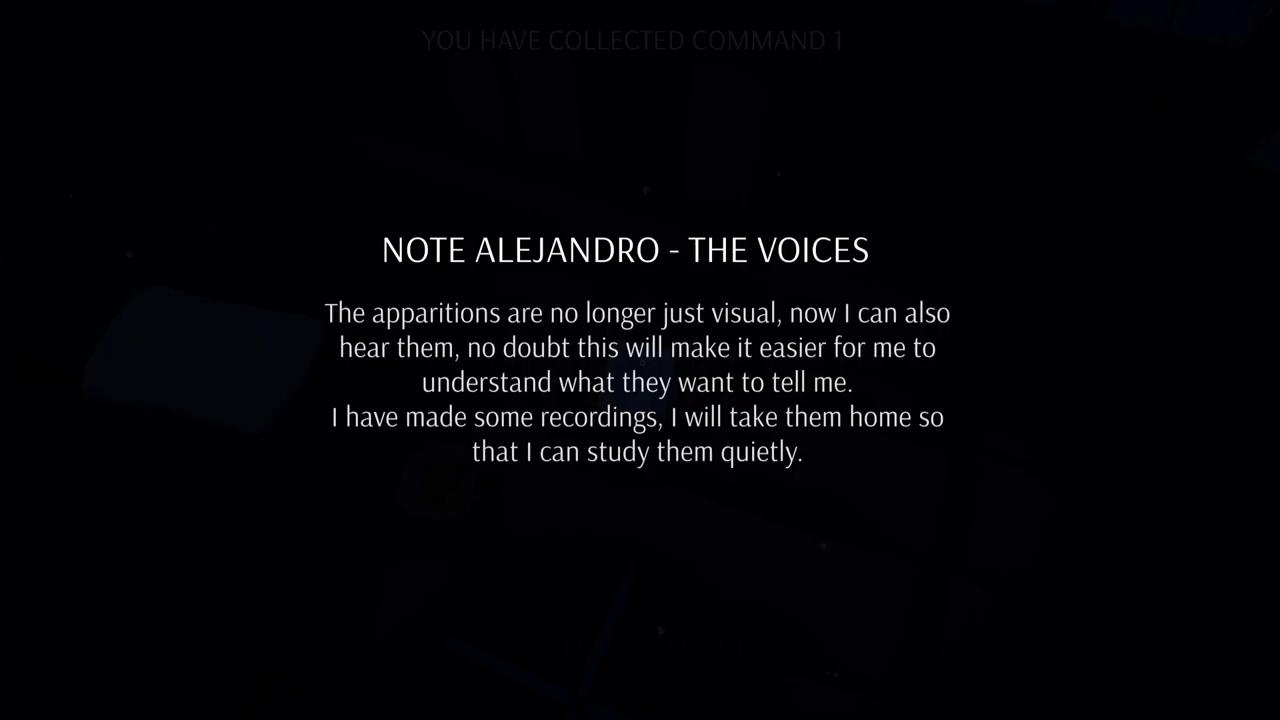 YOU HAVE COLLECTED COMMAND 1
NOTE ALEJANDRO - THE VOICES
The apparitions are no longer just visual, now I can also
hear them, no doubt this will make it easier for me to
understand what they want to tell me.
I have made some recordings, I will take them home so
that I can study them quietly.